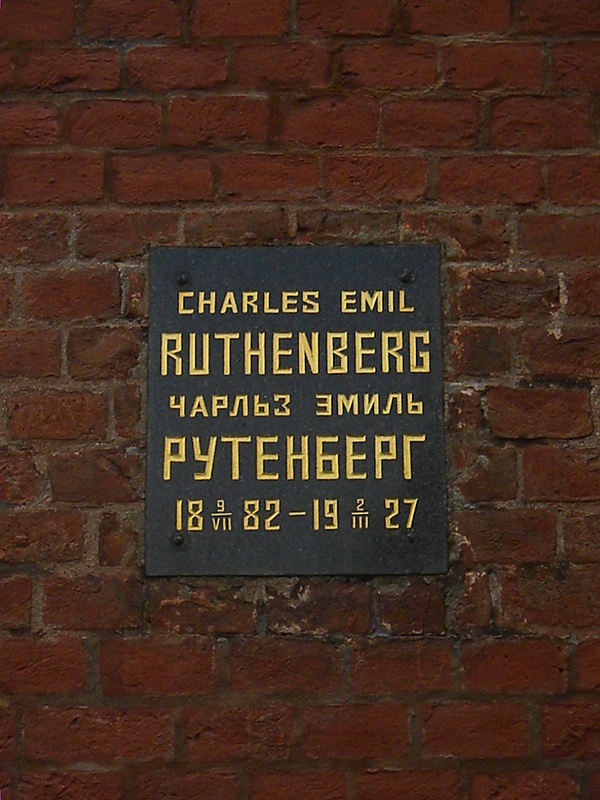 CHARLES EMIL
RUTHENBERG
ЧАРЛЬЗ ЭМИЛЬ
РУТЕНБЕРГ
18 9/VII 82 – 19 2/III 27